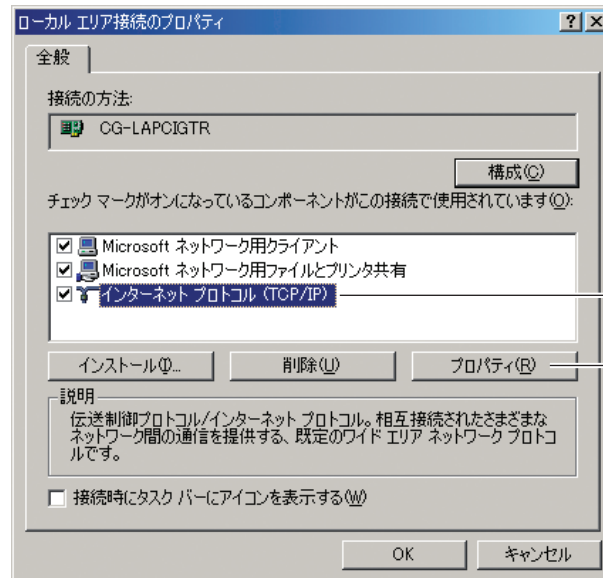 ローカル エリア接続のプロパティ
全般
接続の方法:
CG-LAPCIGTR
構成(C)
チェック マークがオンになっているコンポーネントがこの接続で使用されています(O):
Microsoft ネットワーク用クライアント
Microsoft ネットワーク用ファイルとプリンタ共有
インターネット プロトコル (TCP/IP)
インストール(I)... 削除(U) プロパティ(R)
説明
伝送制御プロトコル/インターネット プロトコル。相互接続されたさまざまな
ネットワーク間の通信を提供する、既定のワイド エリア ネットワーク プロトコ
ルです。
接続時にタスク バーにアイコンを表示する(W)
OK キャンセル